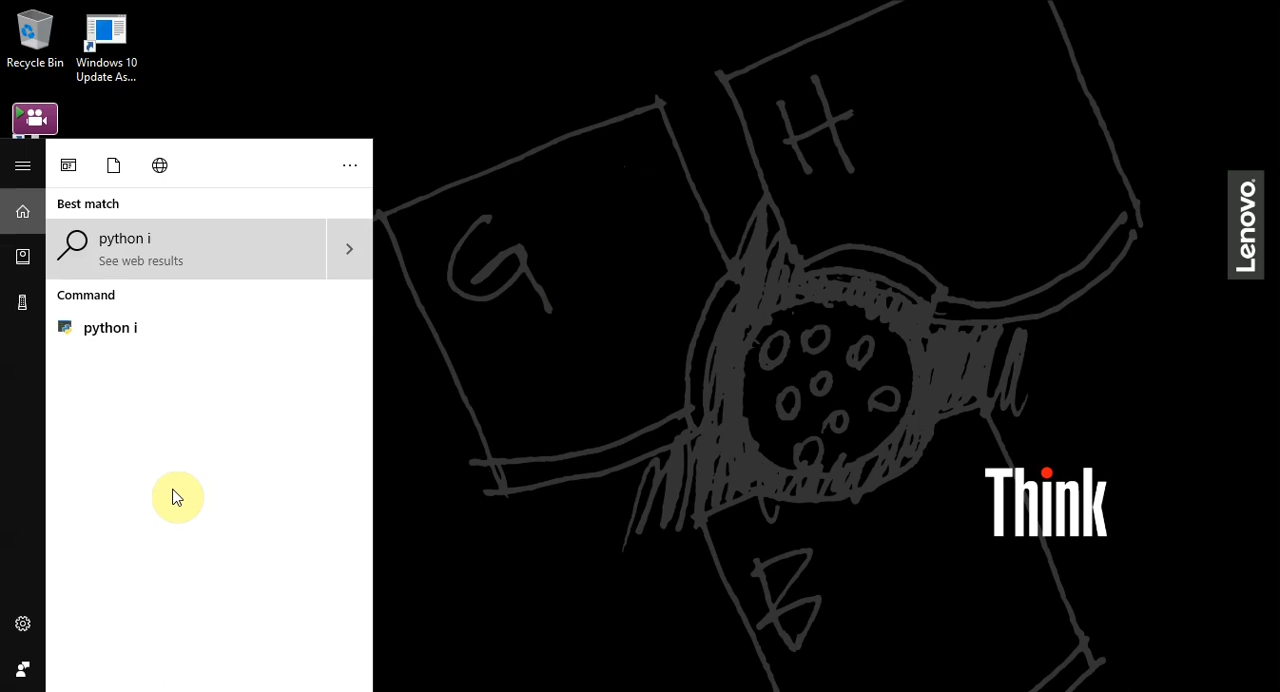 Recycle Bin
Windows 10
Update As...
Best match
python i
See web results
Command
python i
G
H
B
Lenovo.
Think